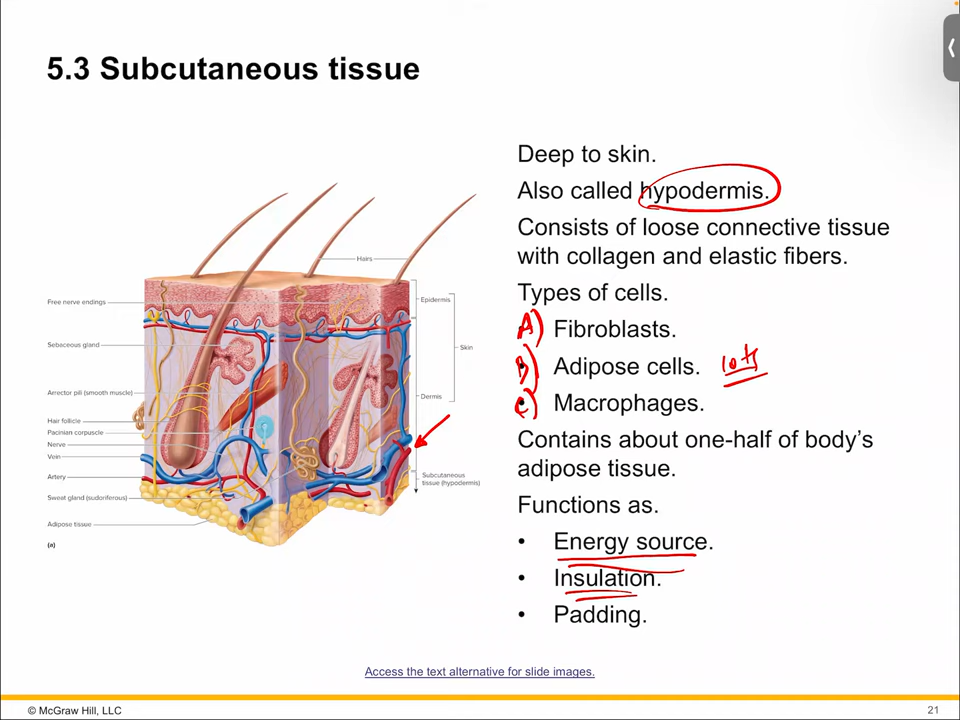 5.3 Subcutaneous tissue
Deep to skin.
Also called hypodermis.
Consists of loose connective tissue
with collagen and elastic fibers.
Types of cells.
A) Fibroblasts.
B) Adipose cells. lots
C) Macrophages.
Contains about one-half of body’s
adipose tissue.
Functions as.
• Energy source.
• Insulation.
• Padding.
Hairs
Free nerve endings
Sebaceous gland
Arrector pili (smooth muscle)
Hair follicle
Pacinian corpuscle
Nerve
Vein
Artery
Sweat gland (sudoriferous)
Adipose tissue
(a)
Epidermis
Skin
Dermis
Subcutaneous
tissue (hypodermis)
Access the text alternative for slide images.
© McGraw Hill, LLC
21